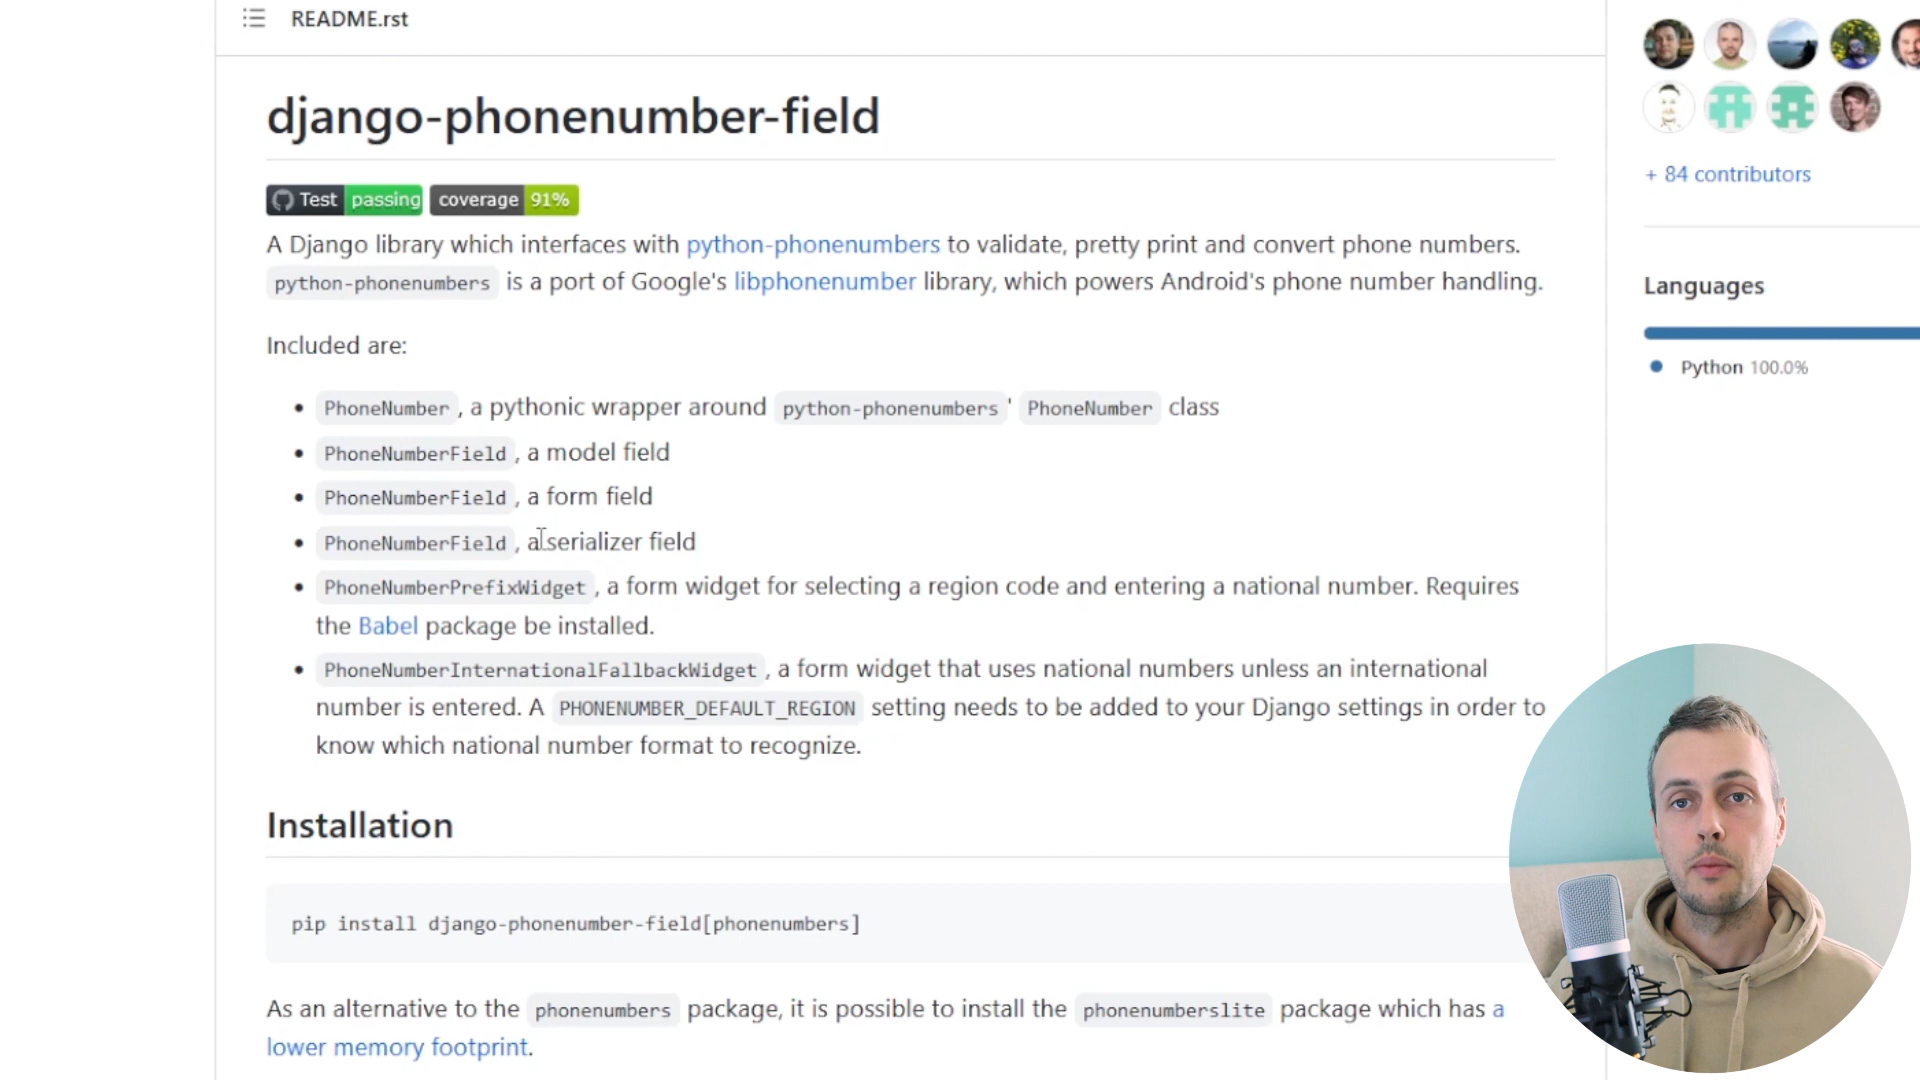 README.rst
django-phonenumber-field
Test passing coverage 91%
A Django library which interfaces with python-phonenumbers to validate, pretty print and convert phone numbers.
python-phonenumbers is a port of Google's libphonenumber library, which powers Android's phone number handling.
Included are:
• PhoneNumber , a pythonic wrapper around python-phonenumbers ' PhoneNumber class
• PhoneNumberField , a model field
• PhoneNumberField , a form field
• PhoneNumberField , a serializer field
• PhoneNumberPrefixWidget , a form widget for selecting a region code and entering a national number. Requires
the Babel package be installed.
• PhoneNumberInternationalFallbackWidget , a form widget that uses national numbers unless an international
number is entered. A PHONENUMBER_DEFAULT_REGION setting needs to be added to your Django settings in order to
know which national number format to recognize.
Installation
pip install django-phonenumber-field[phonenumbers]
As an alternative to the phonenumbers package, it is possible to install the phonenumberslite package which has a
lower memory footprint.
+ 84 contributors
Languages
Python 100.0%